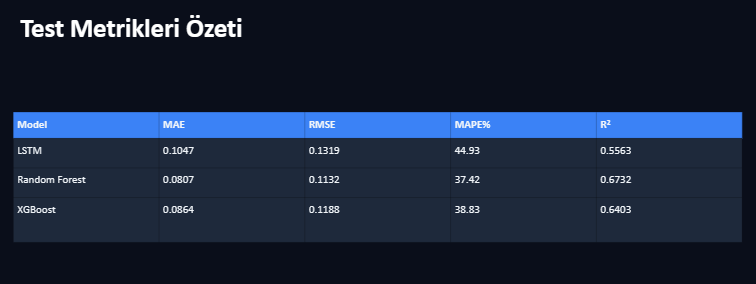 Test Metrikleri Özeti
Model MAE RMSE MAPE% R²
LSTM 0.1047 0.1319 44.93 0.5563
Random Forest 0.0807 0.1132 37.42 0.6732
XGBoost 0.0864 0.1188 38.83 0.6403